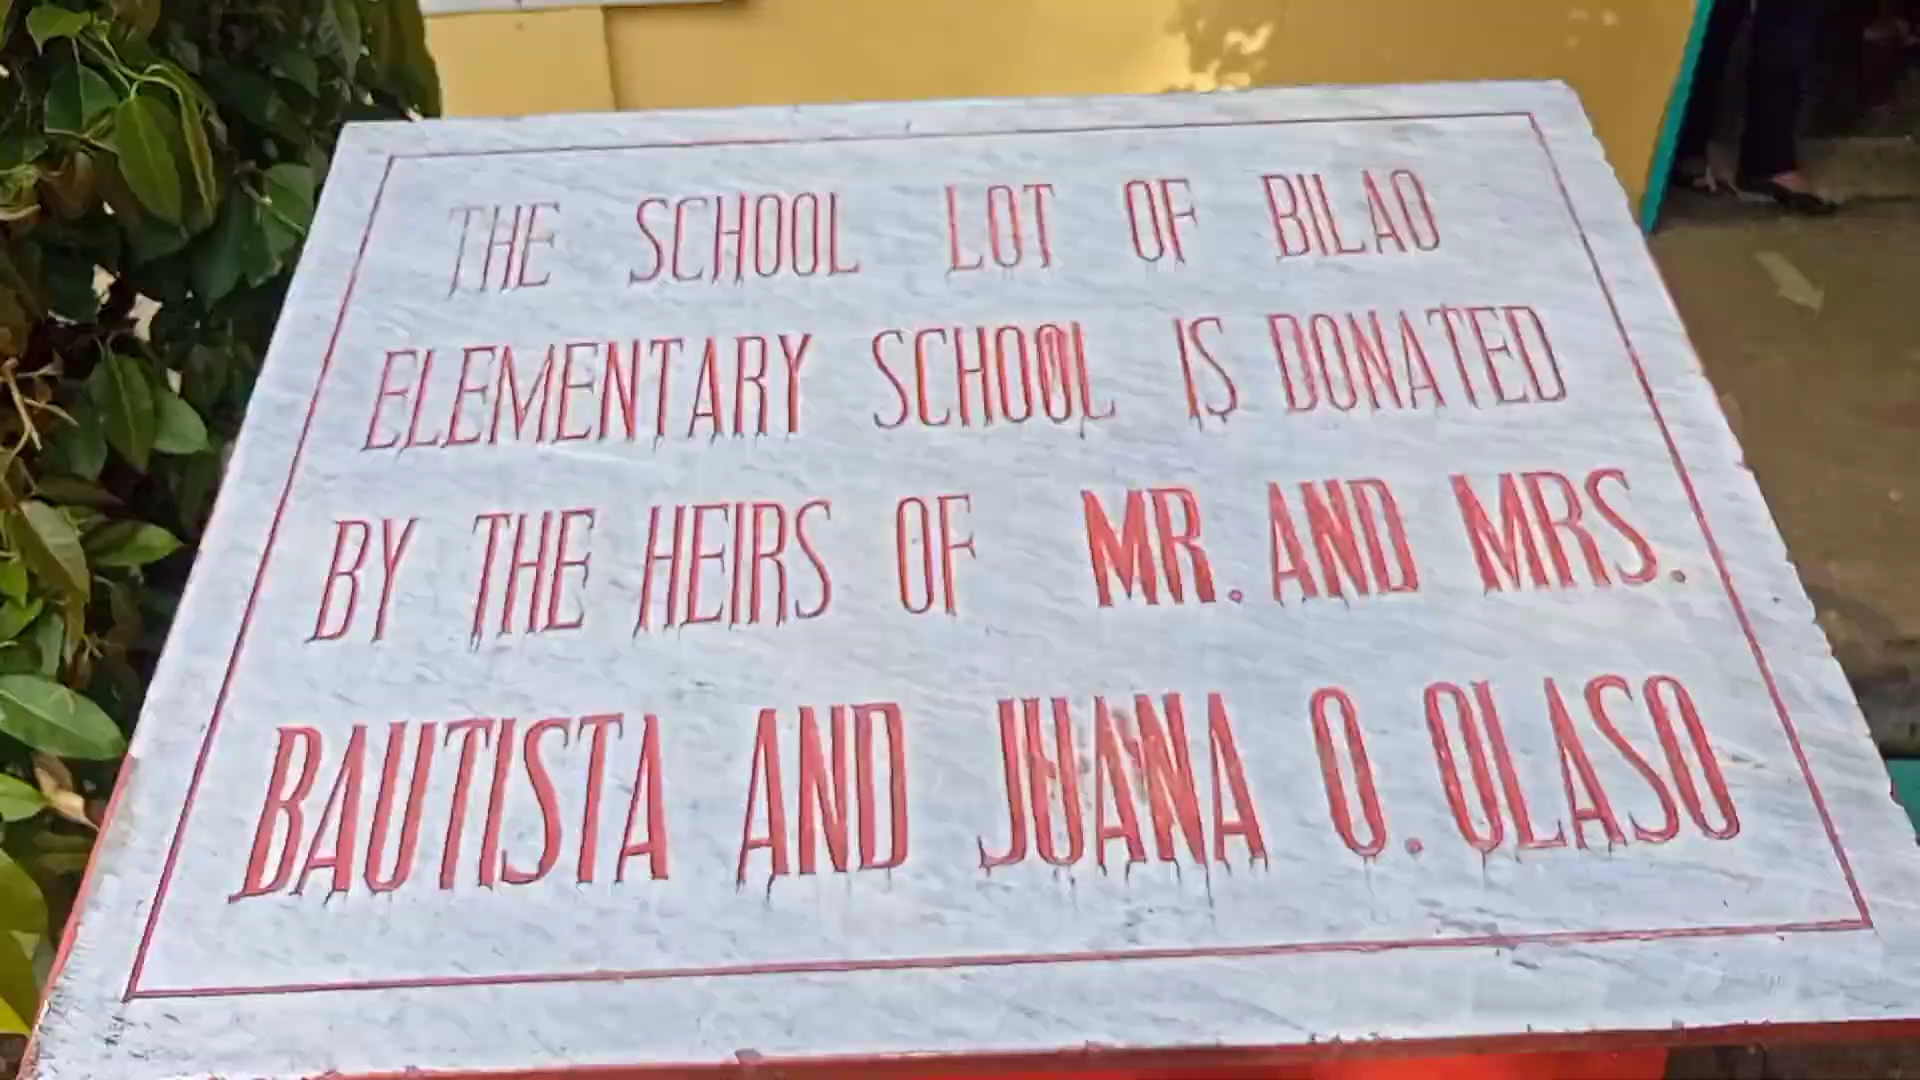 THE SCHOOL LOT OF BILAO
ELEMENTARY SCHOOL IS DONATED
BY THE HEIRS OF MR. AND MRS.
BAUTISTA AND JUANA O. OLASO